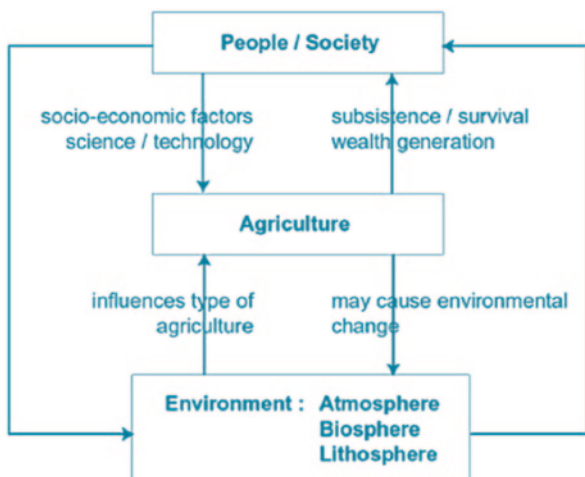 People / Society
socio-economic factors
science / technology
subsistence / survival
wealth generation
Agriculture
influences type of
agriculture
may cause environmental
change
Environment : Atmosphere
Biosphere
Lithosphere